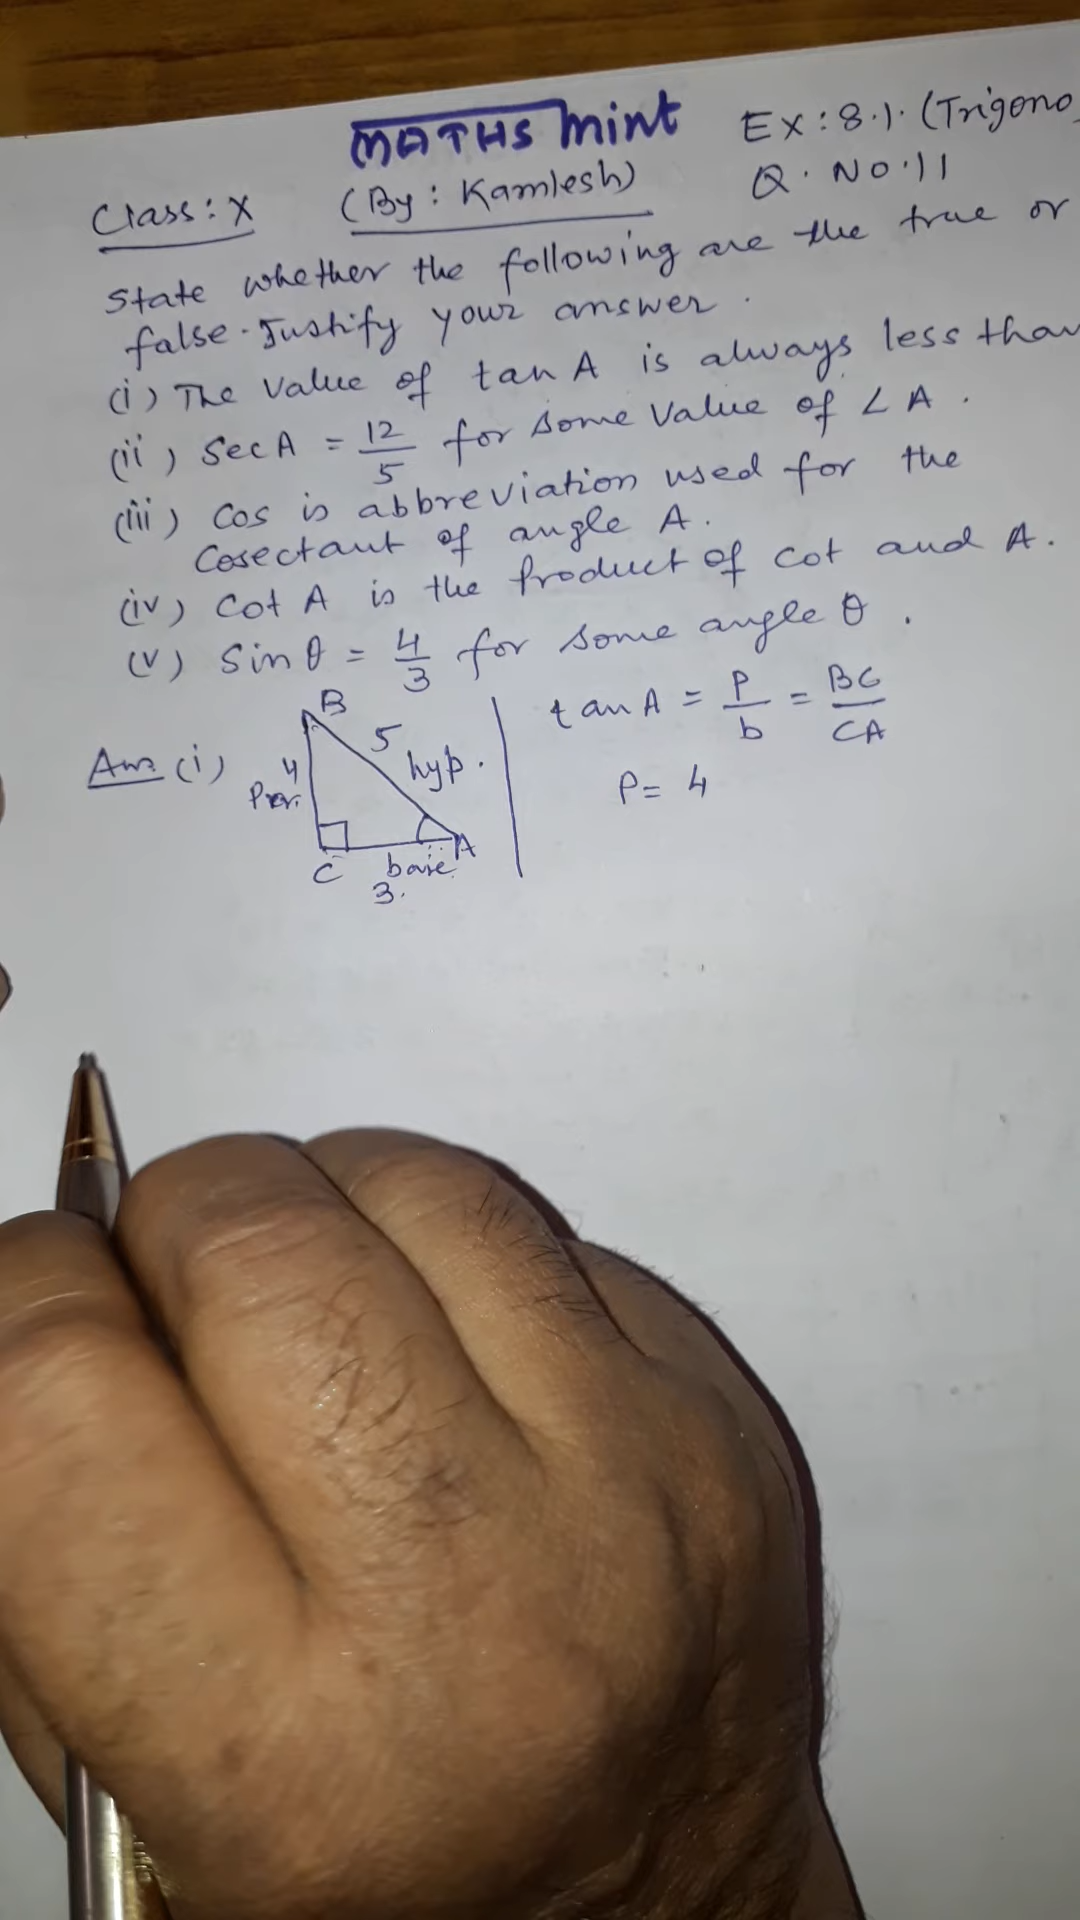 MATHS mint
Ex: 8.1. (Trigono
Class: X
(By: Kamlesh)
Q. NO. 11
State whether the following are the true or
false. Justify your answer.
(i) The value of tan A is always less than
(ii) Sec A = 12/5 for some value of ∠A.
(iii) Cos is abbreviation used for the
Cosectant of angle A.
(iv) Cot A is the Product of Cot and A.
(v) Sin θ = 4/3 for some angle θ.
Ans. (i)
B
5
4
hyp.
Per.
C
base
A
3.
tan A = P/b = BC/CA
P = 4